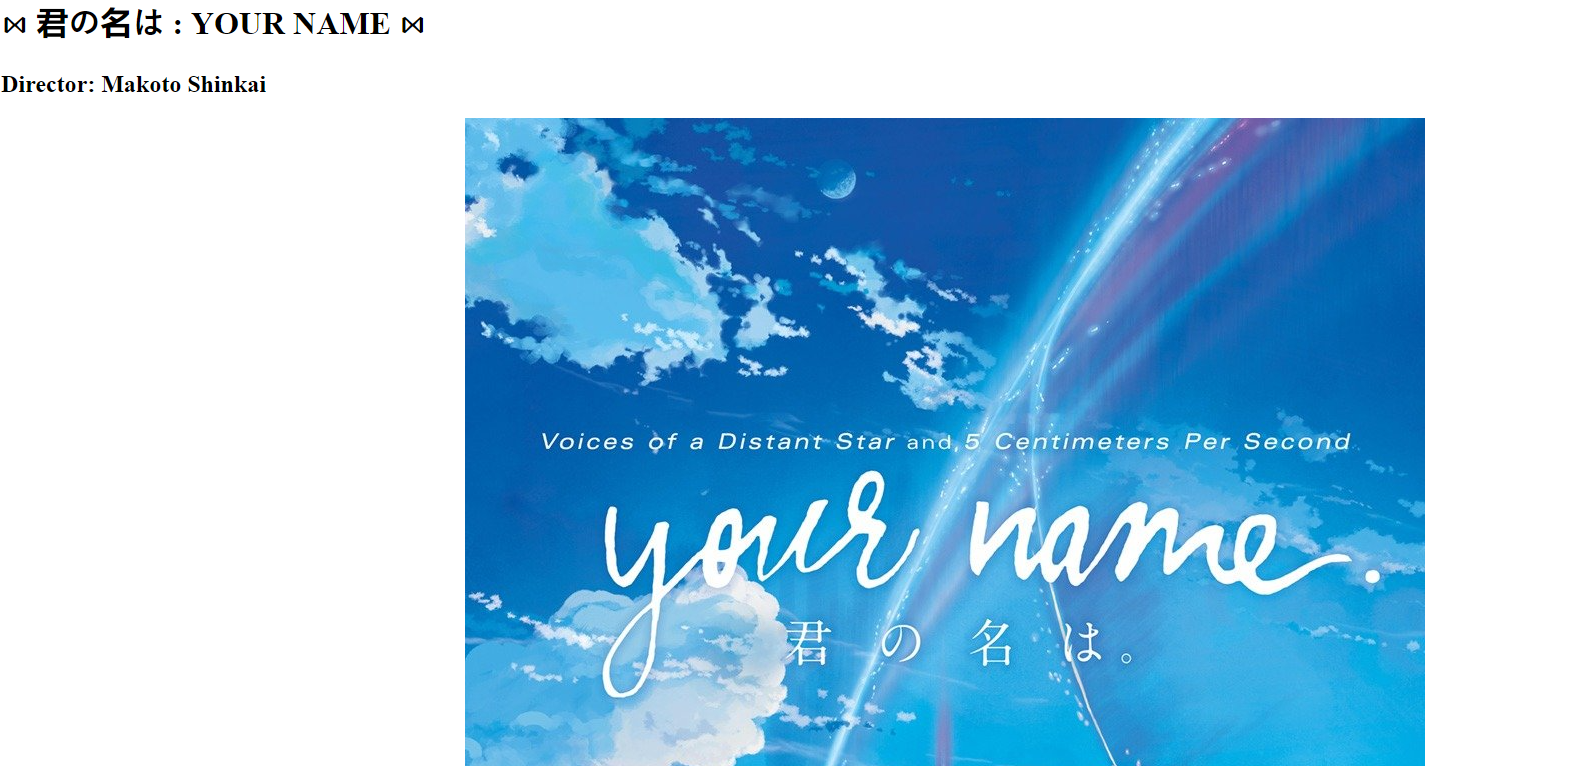 ⋈ 君の名は : YOUR NAME ⋈
Director: Makoto Shinkai
Voices of a Distant Star and 5 Centimeters Per Second
your name.
君の名は。